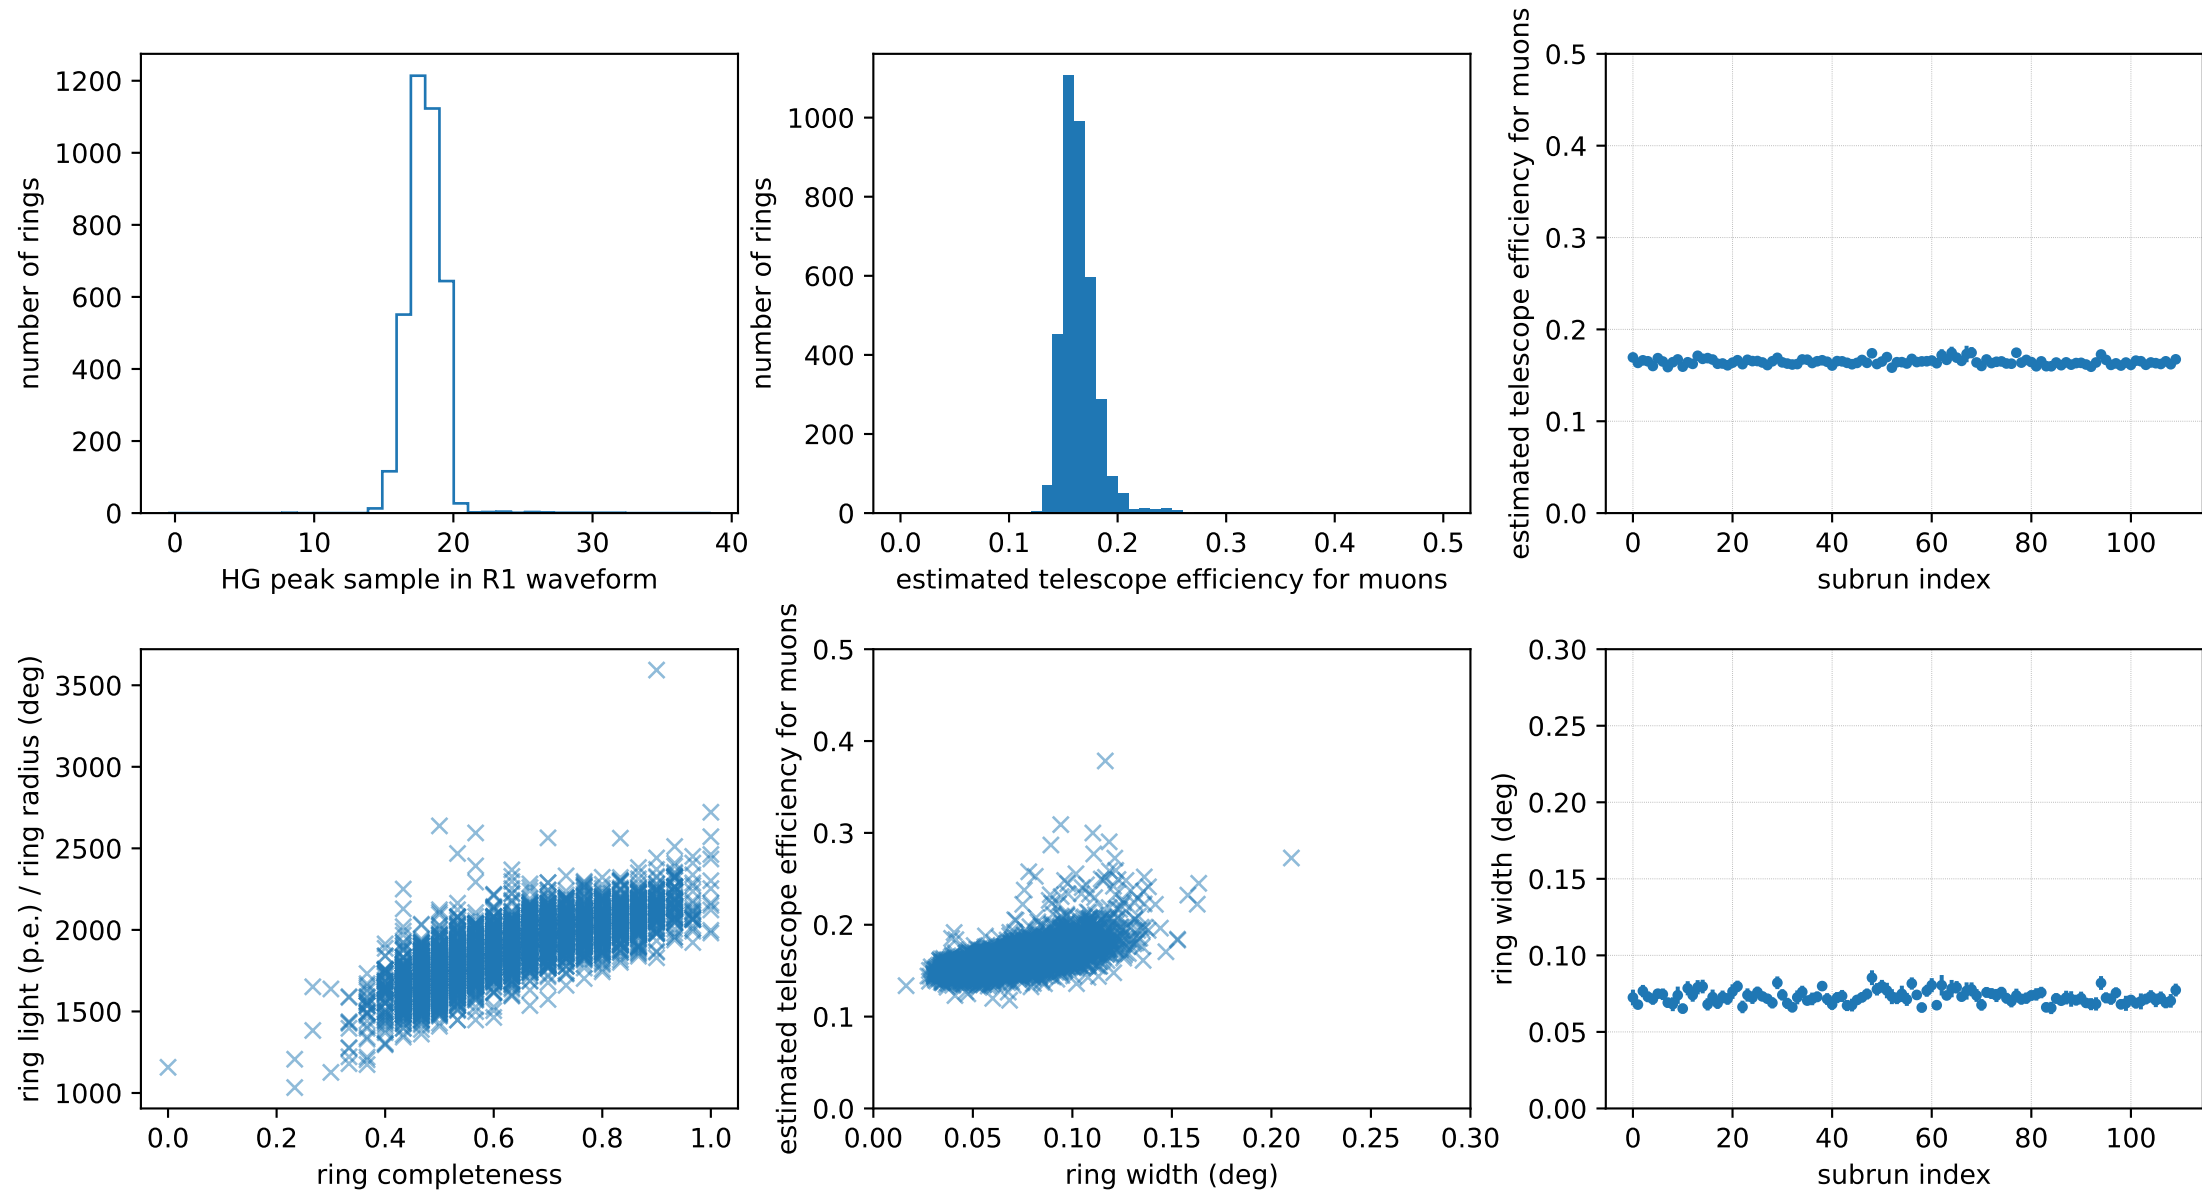 number of rings
1200
1000
800
600
400
200
0
0 10 20 30 40
HG peak sample in R1 waveform
number of rings
1000
800
600
400
200
0
0.0 0.1 0.2 0.3 0.4 0.5
estimated telescope efficiency for muons
estimated telescope efficiency for muons
0.5
0.4
0.3
0.2
0.1
0.0
0 20 40 60 80 100
subrun index
ring light (p.e.) / ring radius (deg)
3500
3000
2500
2000
1500
1000
0.0 0.2 0.4 0.6 0.8 1.0
ring completeness
estimated telescope efficiency for muons
0.5
0.4
0.3
0.2
0.1
0.0
0.00 0.05 0.10 0.15 0.20 0.25 0.30
ring width (deg)
ring width (deg)
0.30
0.25
0.20
0.15
0.10
0.05
0.00
0 20 40 60 80 100
subrun index